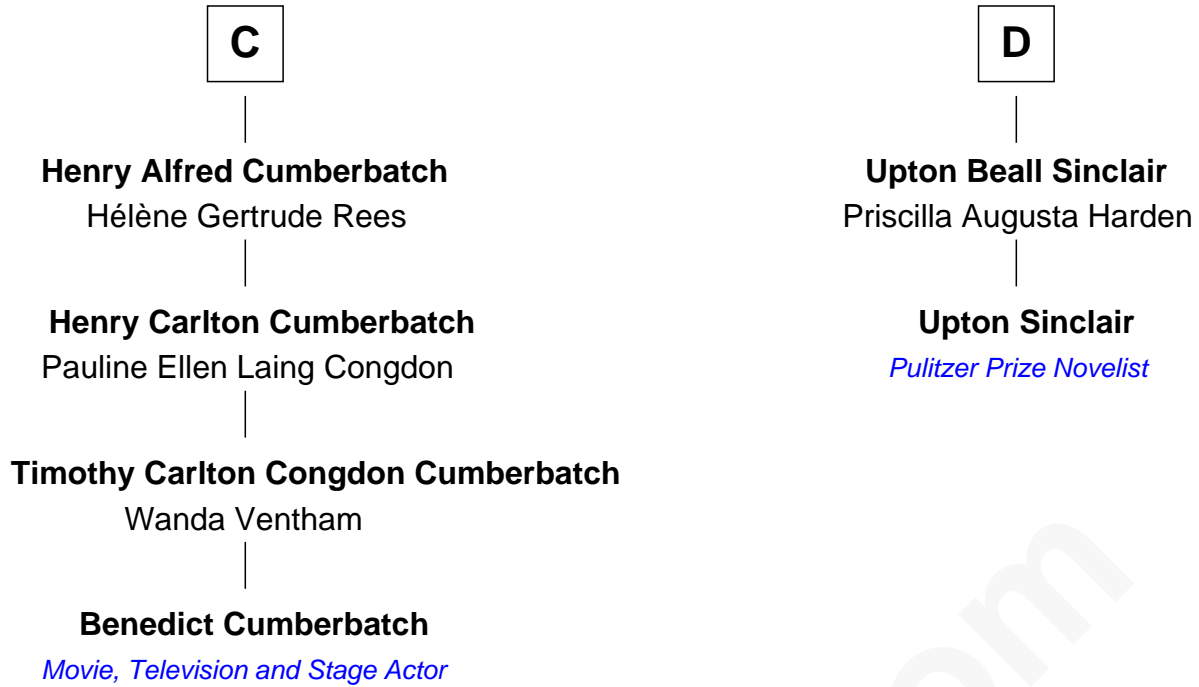 C
Henry Alfred Cumberbatch
Hélène Gertrude Rees
Henry Carlton Cumberbatch
Pauline Ellen Laing Congdon
Timothy Carlton Congdon Cumberbatch
Wanda Ventham
Benedict Cumberbatch
Movie, Television and Stage Actor
D
Upton Beall Sinclair
Priscilla Augusta Harden
Upton Sinclair
Pulitzer Prize Novelist
om